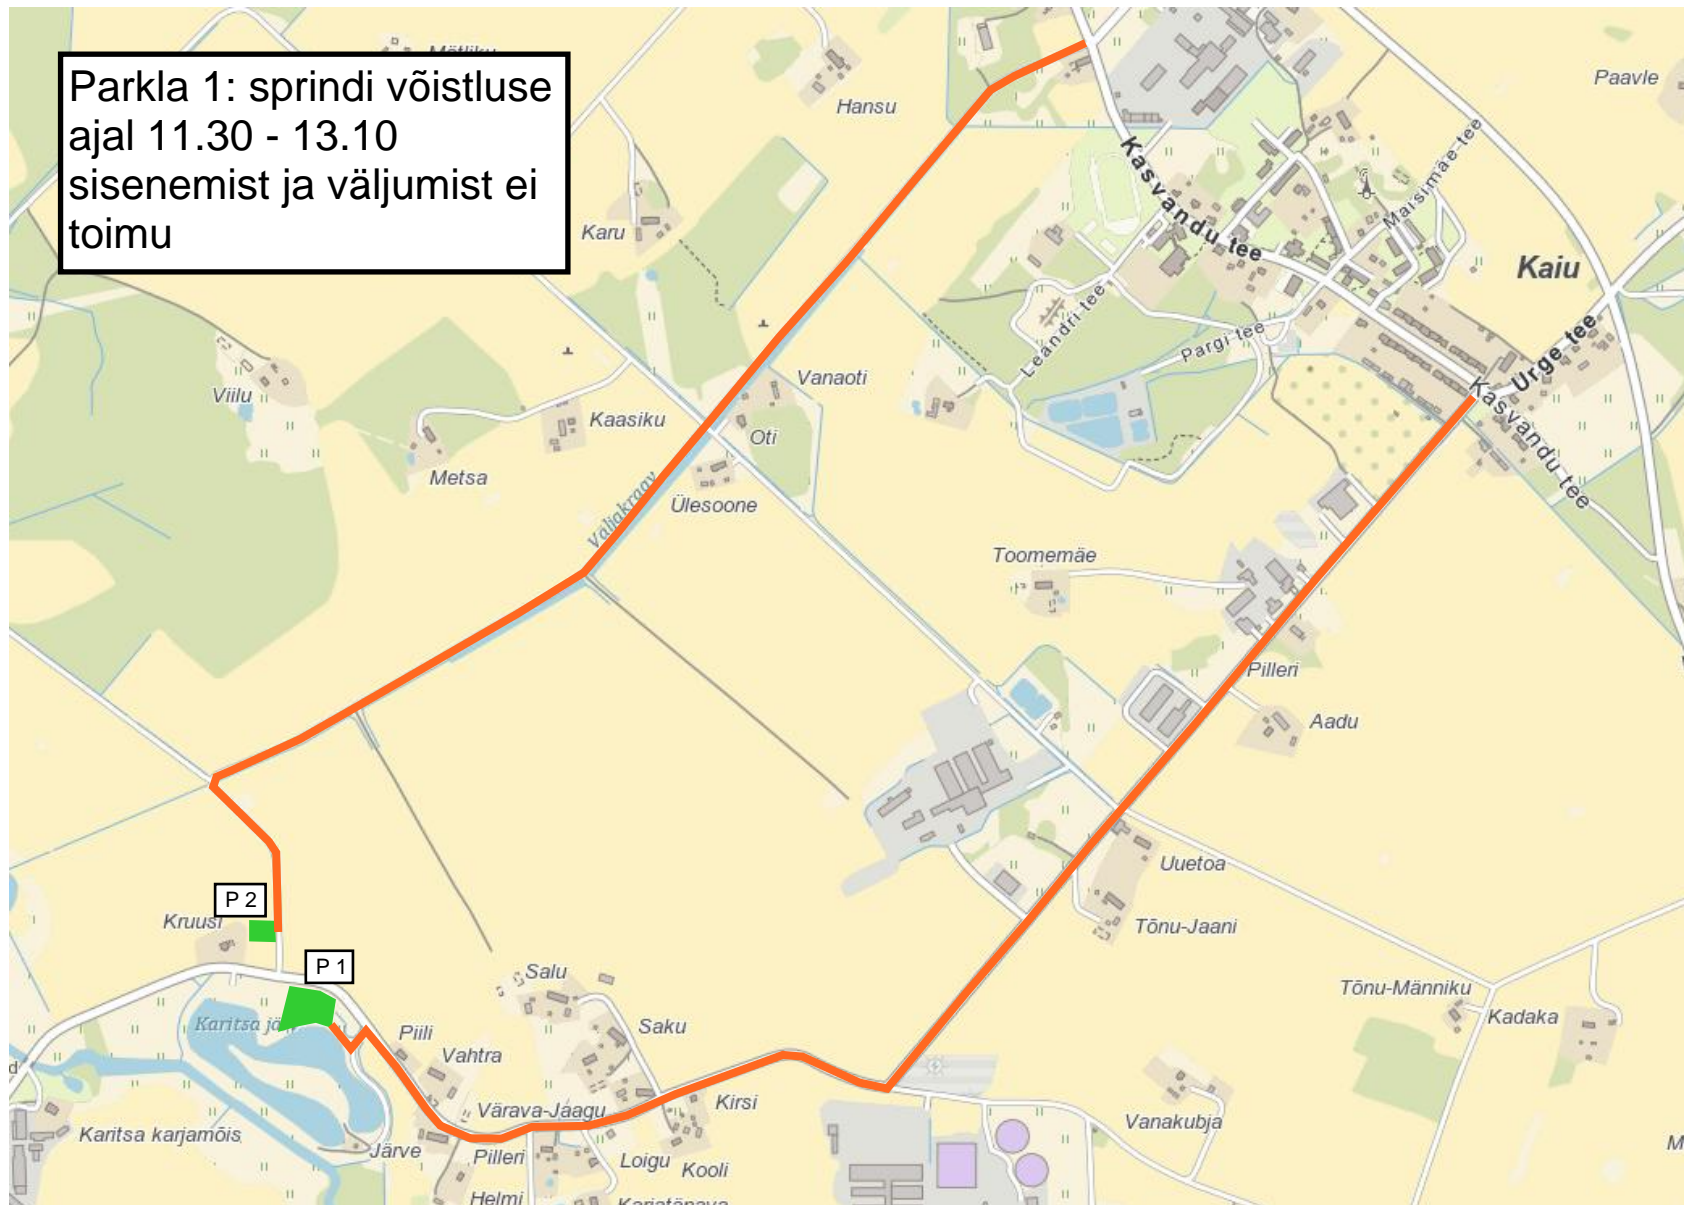 Parkla 1: sprindi võistluse
ajal 11.30 - 13.10
sisenemist ja väljumist ei
toimu
Hansu
Paavle
Karu
Kasvandu tee
Marsimäe tee
Kaiu
Leandri tee
Pargi tee
Urge tee
Viilu
Vanaoti
Kaasiku
Oti
Kasvandu tee
Metsa
Väljakraav
Ülesoone
Toomemäe
Pilleri
Aadu
Uuetoa
P 2
Kruusi
Tõnu-Jaani
P 1
Salu
Tõnu-Männiku
Karitsa jä
Piili
Saku
Kadaka
Vahtra
Värava-Jaagu
Kirsi
Vanakubja
Karitsa karjamõis
Järve
Pilleri
Loigu
Kooli
Helmi